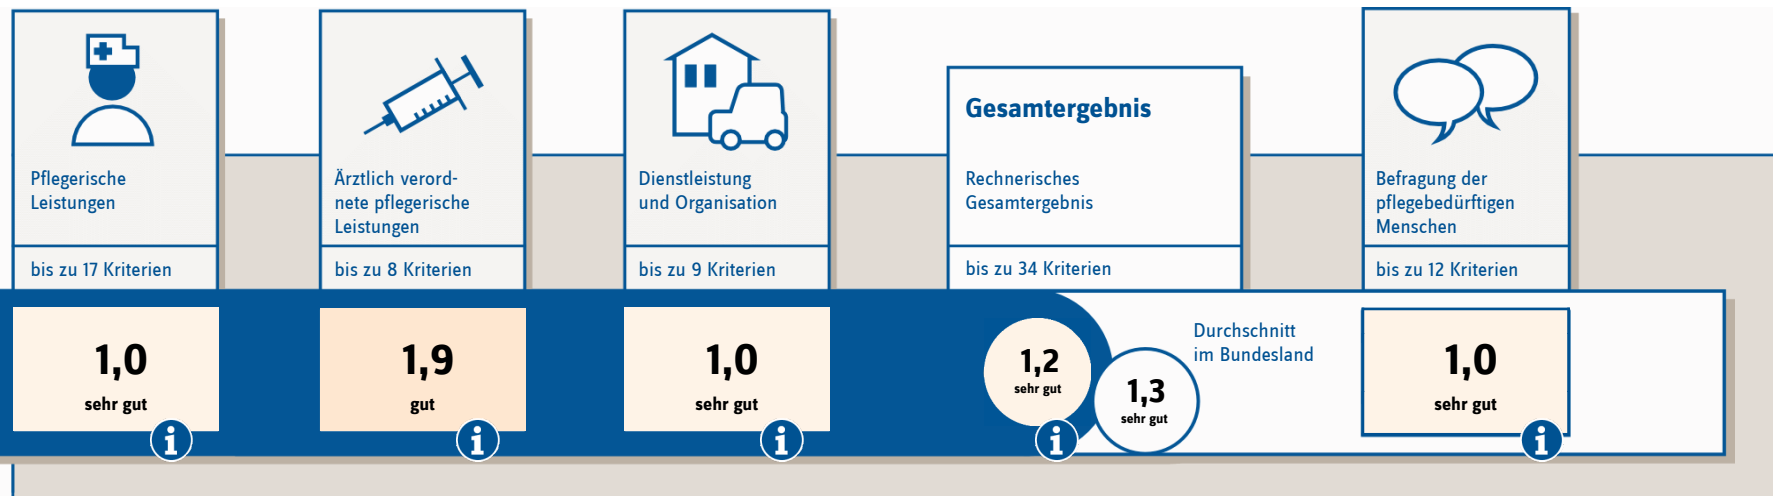 Pflegerische
Leistungen
bis zu 17 Kriterien
1,0
sehr gut
i
Ärztlich verord-
nete pflegerische
Leistungen
bis zu 8 Kriterien
1,9
gut
i
Dienstleistung
und Organisation
bis zu 9 Kriterien
1,0
sehr gut
i
Gesamtergebnis
Rechnerisches
Gesamtergebnis
bis zu 34 Kriterien
1,2
sehr gut
i
1,3
sehr gut
Durchschnitt
im Bundesland
Befragung der
pflegebedürftigen
Menschen
bis zu 12 Kriterien
1,0
sehr gut
i